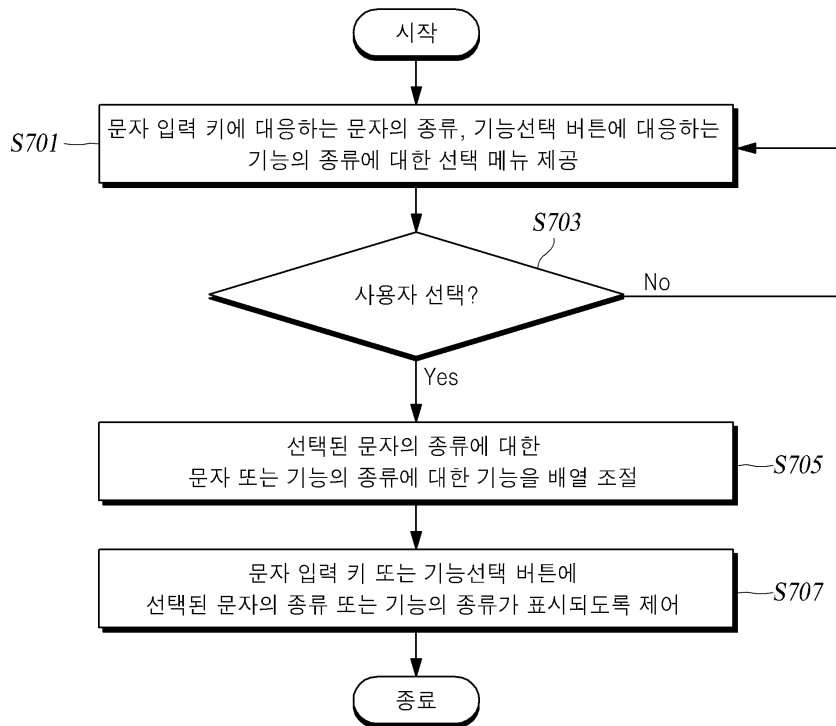 시작
S701
문자 입력 키에 대응하는 문자의 종류, 기능선택 버튼에 대응하는
기능의 종류에 대한 선택 메뉴 제공
S703
사용자 선택?
No
Yes
선택된 문자의 종류에 대한
문자 또는 기능의 종류에 대한 기능을 배열 조절
S705
문자 입력 키 또는 기능선택 버튼에
선택된 문자의 종류 또는 기능의 종류가 표시되도록 제어
S707
종료